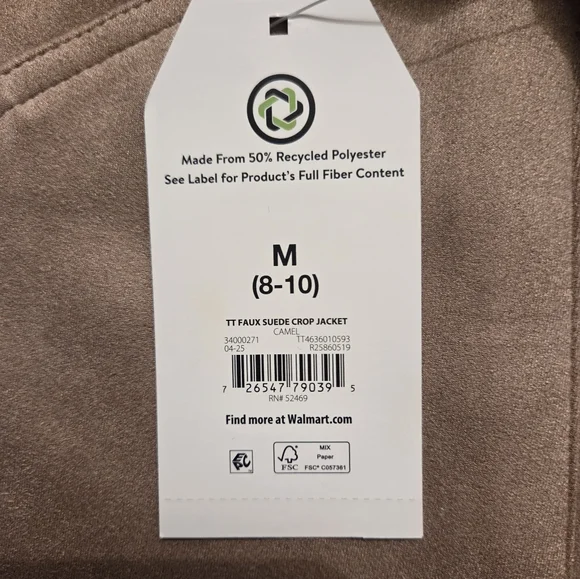 Made From 50% Recycled Polyester
See Label for Product's Full Fiber Content
M
(8-10)
TT FAUX SUEDE CROP JACKET
CAMEL
34000271 TT4636010593
04-25 R25860519
7 26547 79039 5
RN# 52469
Find more at Walmart.com
FSC
MIX
Paper
FSC® C057361